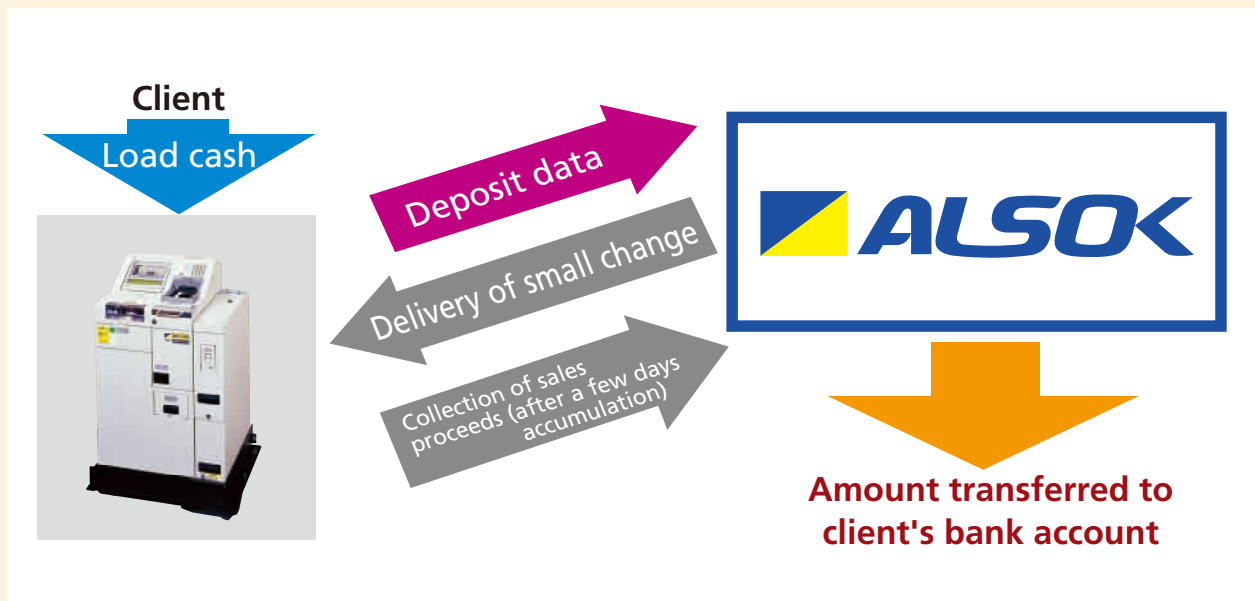 Client
Load cash
Deposit data
Delivery of small change
Collection of sales
proceeds (after a few days
accumulation)
ALSOK
Amount transferred to
client's bank account